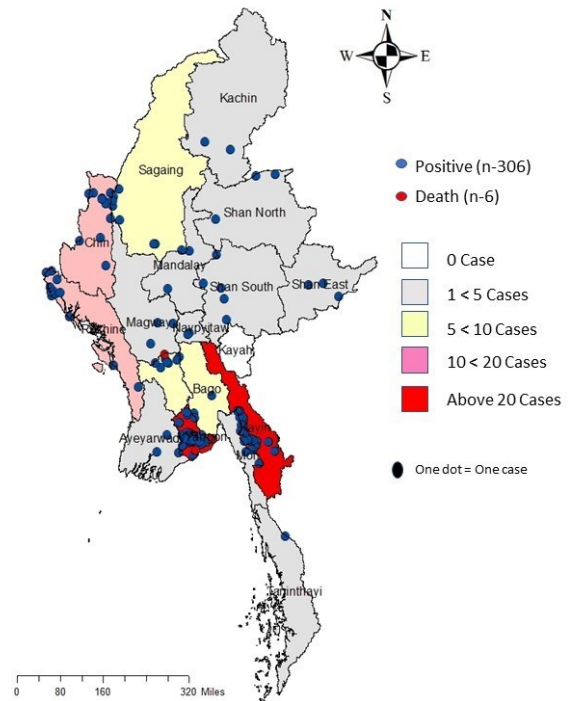 N
W E
S
Kachin
Sagaing
Positive (n-306)
Death (n-6)
Shan North
Chin
0 Case
Mandalay
Shan South
Shan East
1 < 5 Cases
Magway
Naypyitaw
5 < 10 Cases
Kayah
10 < 20 Cases
Bago
Above 20 Cases
Ayeyarwady
One dot = One case
Taninthayi
0 80 160 320 Miles